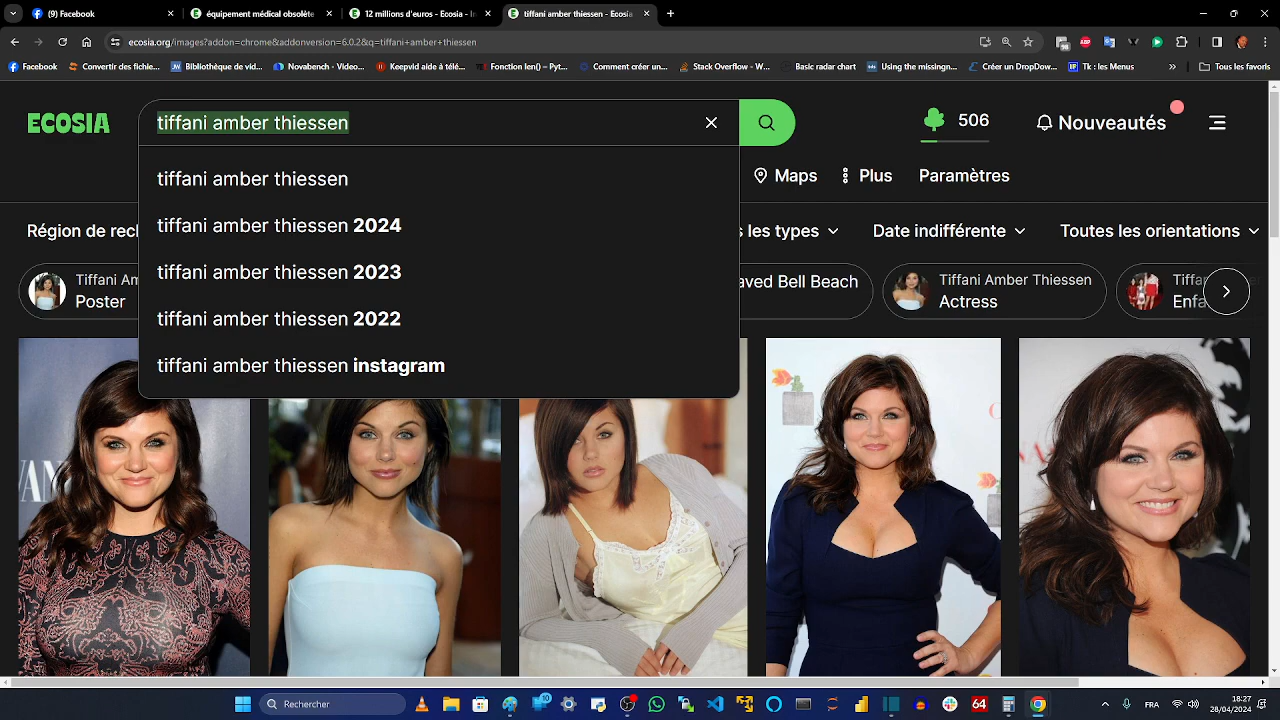 (9) Facebook
équipement médical obsolète
12 millions d'euros - Ecosia - I
tiffani amber thiessen - Ecosia
ecosia.org/images?addon=chrome&addonversion=6.0.2&q=tiffani+amber+thiessen
Facebook
Convertir des fichie...
Bibliothèque de vid...
Novabench - Video...
Keepvid aide à télé...
Fonction len() – Pyt...
Comment créer un...
Stack Overflow - W...
Basic radar chart
Using the missingn...
Créer un DropDow...
Tk : les Menus
Tous les favoris
ECOSIA
tiffani amber thiessen
506
Nouveautés
Maps
Plus
Paramètres
tiffani amber thiessen
tiffani amber thiessen 2024
tiffani amber thiessen 2023
tiffani amber thiessen 2022
tiffani amber thiessen instagram
Région de rech
s les types
Date indifférente
Toutes les orientations
Tiffani Am
Poster
aved Bell Beach
Tiffani Amber Thiessen
Actress
Tiffa
Enfa
Rechercher
18:27
28/04/2024